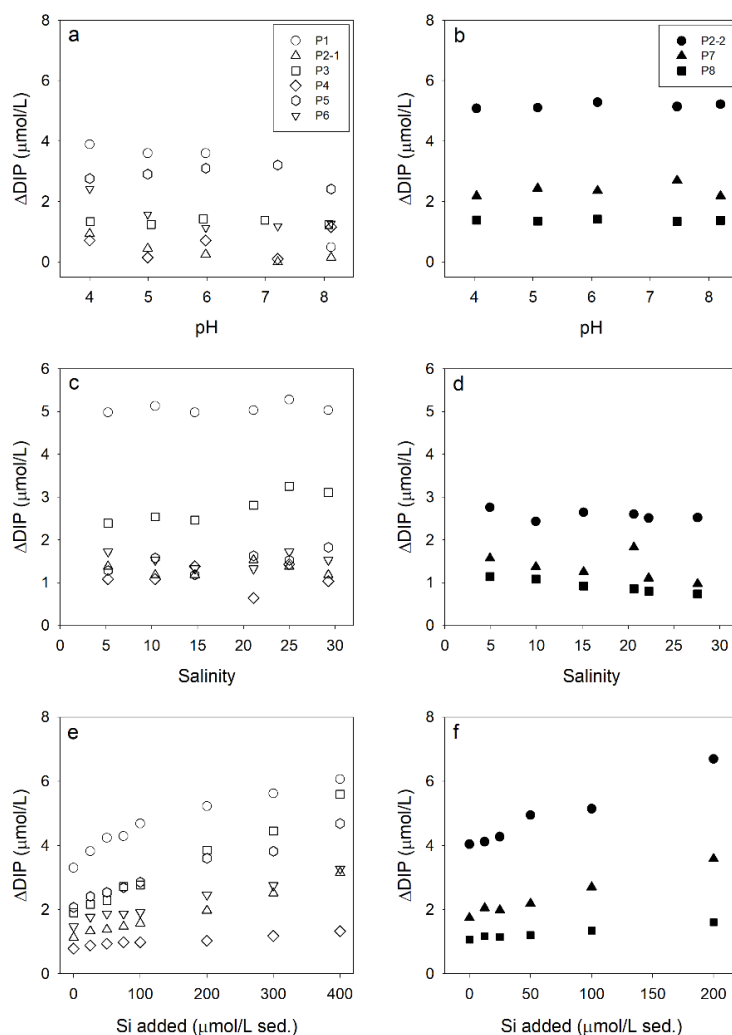 a
P1
P2-1
P3
P4
P5
P6
ΔDIP (μmol/L)
8
6
4
2
0
4 5 6 7 8
pH
b
P2-2
P7
P8
ΔDIP (μmol/L)
8
6
4
2
0
4 5 6 7 8
pH
c
ΔDIP (μmol/L)
6
5
4
3
2
1
0
0 5 10 15 20 25 30
Salinity
d
ΔDIP (μmol/L)
6
5
4
3
2
1
0
0 5 10 15 20 25 30
Salinity
e
ΔDIP (μmol/L)
8
6
4
2
0
0 100 200 300 400
Si added (μmol/L sed.)
f
ΔDIP (μmol/L)
8
6
4
2
0
0 50 100 150 200
Si added (μmol/L sed.)